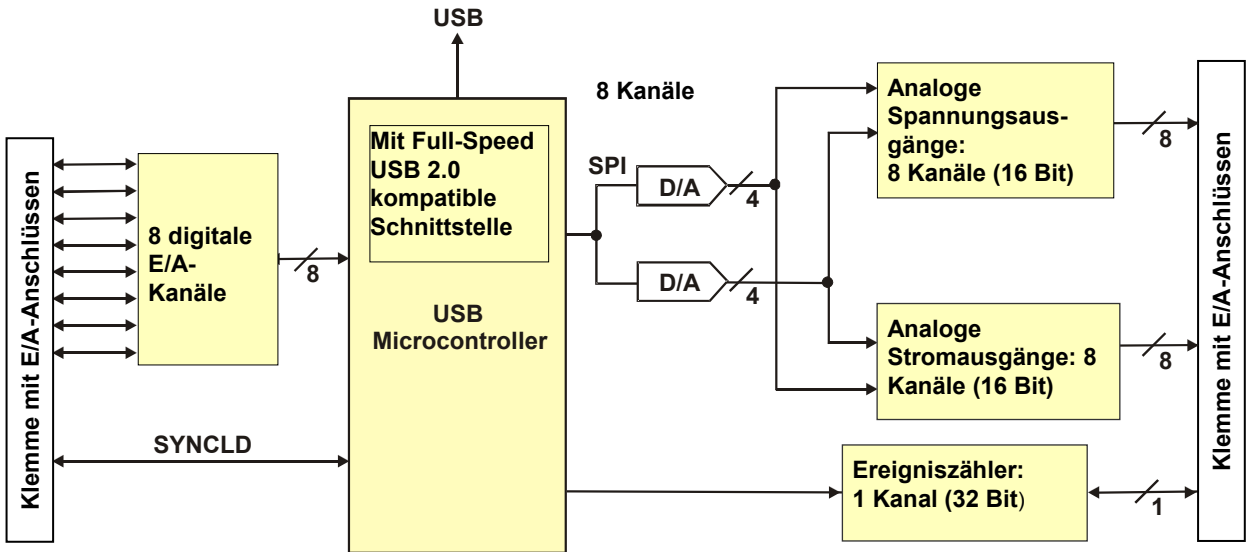 USB
8 Kanäle
Klemme mit E/A-Anschlüssen
8 digitale
E/A-
Kanäle
8
SYNCLD
Mit Full-Speed
USB 2.0
kompatible
Schnittstelle
USB
Microcontroller
SPI
D/A
4
D/A
4
Analoge
Spannungsaus-
gänge:
8 Kanäle (16 Bit)
8
Analoge
Stromausgänge: 8
Kanäle (16 Bit)
8
Ereigniszähler:
1 Kanal (32 Bit)
1
Klemme mit E/A-Anschlüssen